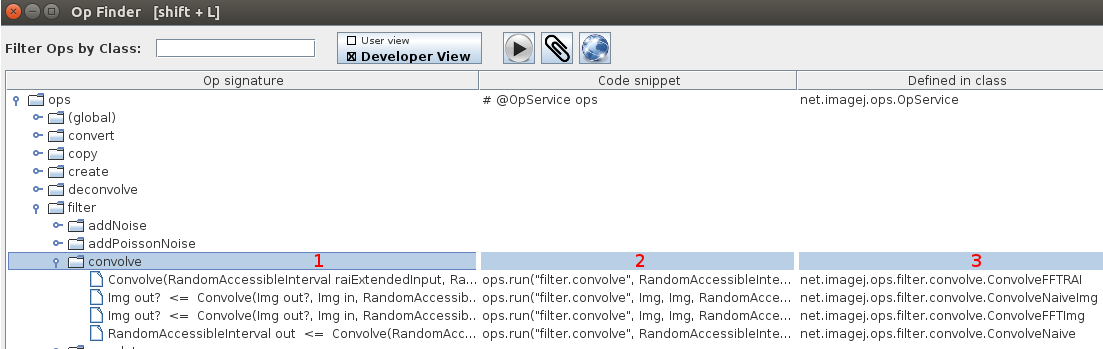 Op Finder [shift + L]
Filter Ops by Class: User view
Developer View
Op signature Code snippet Defined in class
ops # @OpService ops net.imagej.ops.OpService
(global)
convert
copy
create
deconvolve
filter
addNoise
addPoissonNoise
convolve 1 2 3
Convolve(RandomAccessibleInterval raiExtendedInput, Ra... ops.run("filter.convolve", RandomAccessibleInte... net.imagej.ops.filter.convolve.ConvolveFFTRAI
Img out? <= Convolve(Img out?, Img in, RandomAccessib... ops.run("filter.convolve", Img, Img, RandomAcce... net.imagej.ops.filter.convolve.ConvolveNaiveImg
Img out? <= Convolve(Img out?, Img in, RandomAccessib... ops.run("filter.convolve", Img, Img, RandomAcce... net.imagej.ops.filter.convolve.ConvolveFFTImg
RandomAccessibleInterval out <= Convolve(RandomAcc... ops.run("filter.convolve", RandomAccessibleInte... net.imagej.ops.filter.convolve.ConvolveNaive